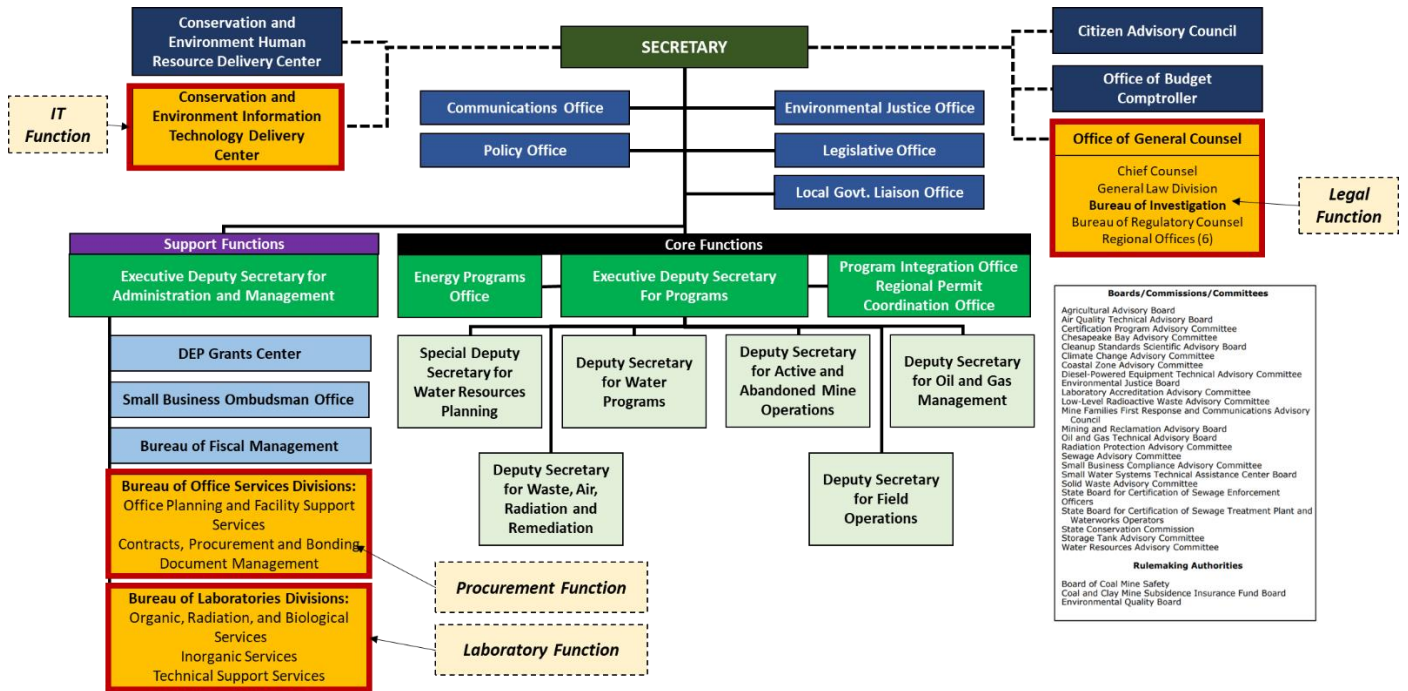 Conservation and
Environment Human
Resource Delivery Center
SECRETARY
Citizen Advisory Council
Office of Budget
Comptroller
IT
Function
Conservation and
Environment Information
Technology Delivery
Center
Communications Office
Environmental Justice Office
Policy Office
Legislative Office
Local Govt. Liaison Office
Office of General Counsel
Chief Counsel
General Law Division
Bureau of Investigation
Bureau of Regulatory Counsel
Regional Offices (6)
Legal
Function
Support Functions
Executive Deputy Secretary for
Administration and Management
Core Functions
Energy Programs
Office
Executive Deputy Secretary
For Programs
Program Integration Office
Regional Permit
Coordination Office
DEP Grants Center
Small Business Ombudsman Office
Bureau of Fiscal Management
Bureau of Office Services Divisions:
Office Planning and Facility Support
Services
Contracts, Procurement and Bonding
Document Management
Bureau of Laboratories Divisions:
Organic, Radiation, and Biological
Services
Inorganic Services
Technical Support Services
Special Deputy
Secretary for
Water Resources
Planning
Deputy Secretary
for Water
Programs
Deputy Secretary
for Active and
Abandoned Mine
Operations
Deputy Secretary
for Oil and Gas
Management
Deputy Secretary
for Waste, Air,
Radiation and
Remediation
Deputy Secretary
for Field
Operations
Procurement Function
Laboratory Function
Boards/Commissions/Committees
Agricultural Advisory Board
Air Quality Technical Advisory Board
Certification Program Advisory Committee
Chesapeake Bay Advisory Committee
Cleanup Standards Scientific Advisory Board
Climate Change Advisory Committee
Coastal Zone Advisory Committee
Diesel-Powered Equipment Technical Advisory Committee
Environmental Justice Board
Laboratory Accreditation Advisory Committee
Low-Level Radioactive Waste Advisory Committee
Mine Families First Response and Communications Advisory
Council
Mining and Reclamation Advisory Board
Oil and Gas Technical Advisory Board
Radiation Protection Advisory Committee
Sewage Advisory Committee
Small Business Compliance Advisory Committee
Small Water Systems Technical Assistance Center Board
Solid Waste Advisory Committee
State Board for Certification of Sewage Enforcement
Officers
State Board for Certification of Sewage Treatment Plant and
Waterworks Operators
State Conservation Commission
Storage Tank Advisory Committee
Water Resources Advisory Committee
Rulemaking Authorities
Board of Coal Mine Safety
Coal and Clay Mine Subsidence Insurance Fund Board
Environmental Quality Board